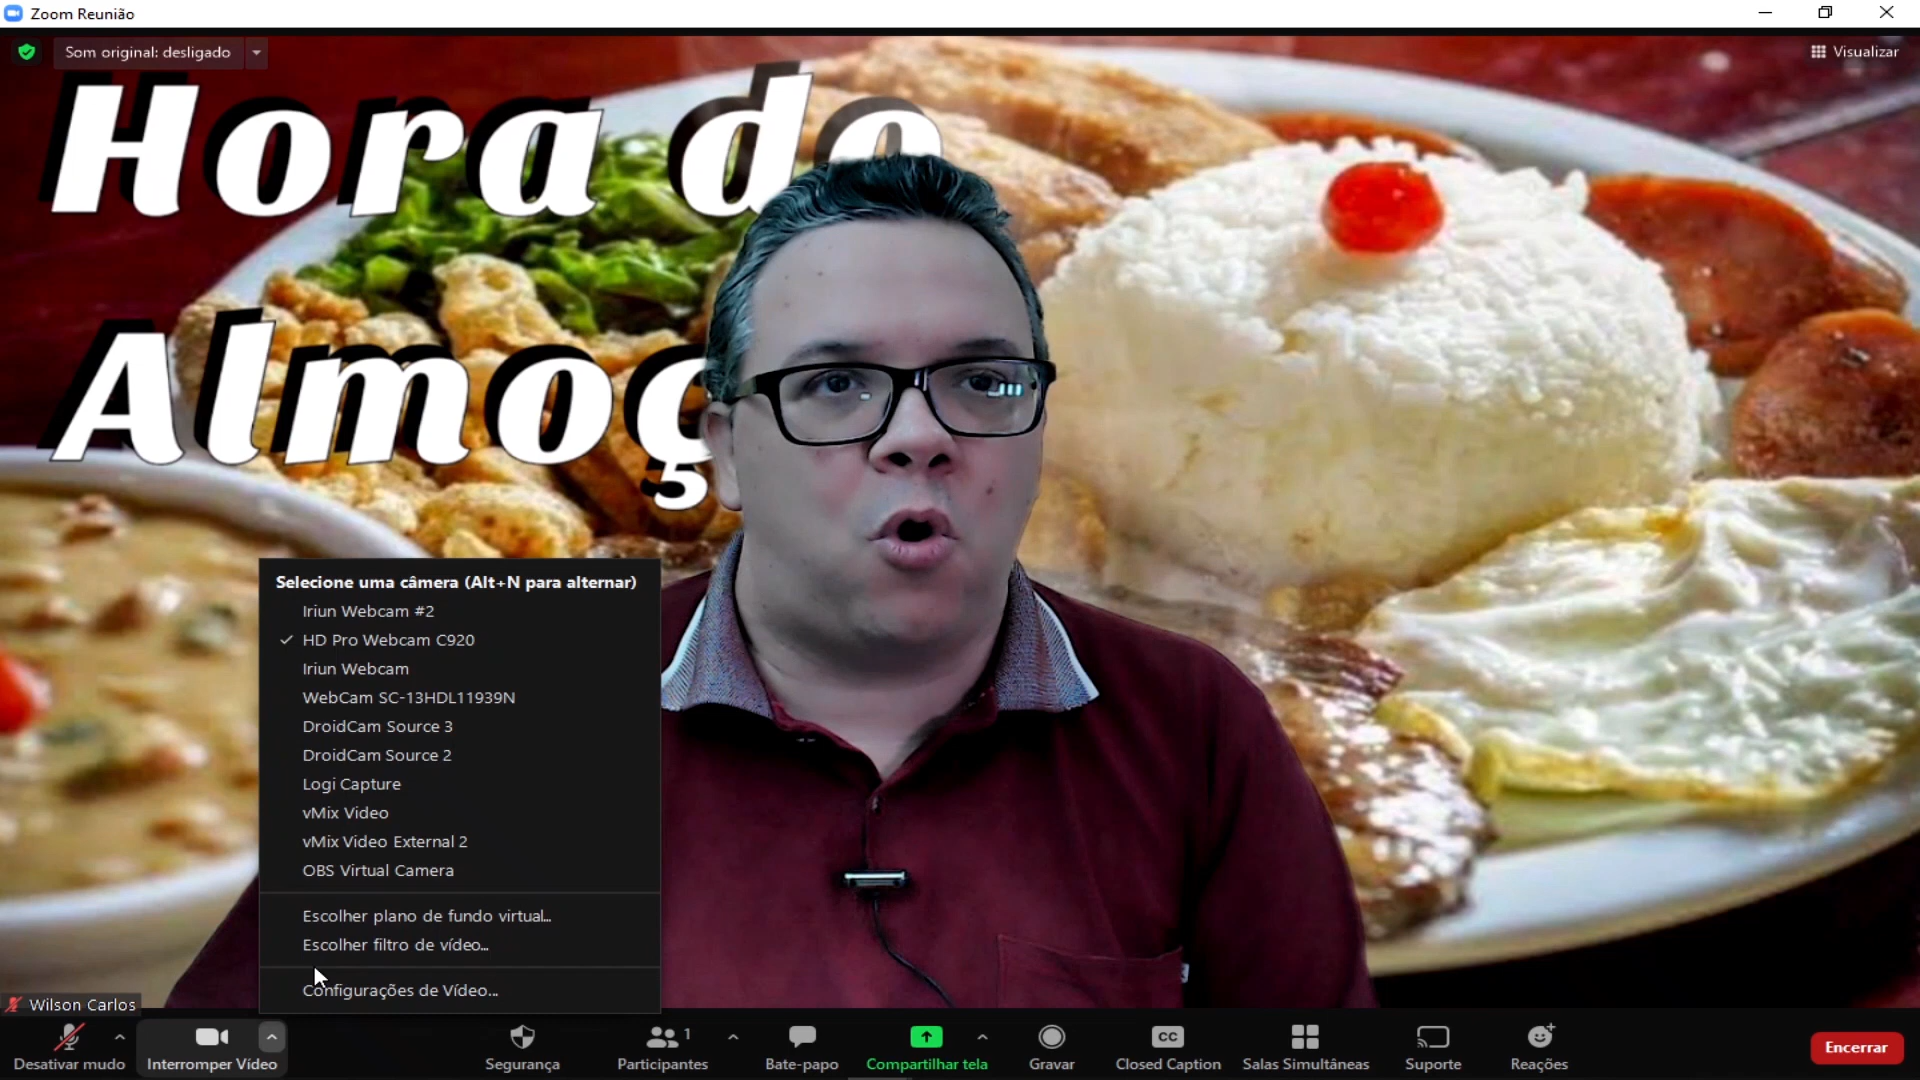 Zoom Reunião
Som original: desligado
Visualizar
Hora do
Almoç
Selecione uma câmera (Alt+N para alternar)
Iriun Webcam #2
HD Pro Webcam C920
Iriun Webcam
WebCam SC-13HDL11939N
DroidCam Source 3
DroidCam Source 2
Logi Capture
vMix Video
vMix Video External 2
OBS Virtual Camera
Escolher plano de fundo virtual...
Escolher filtro de vídeo...
Configurações de Vídeo...
Wilson Carlos
Desativar mudo
Interromper Vídeo
Segurança
Participantes
1
Bate-papo
Compartilhar tela
Gravar
CC
Closed Caption
Salas Simultâneas
Suporte
Reações
Encerrar